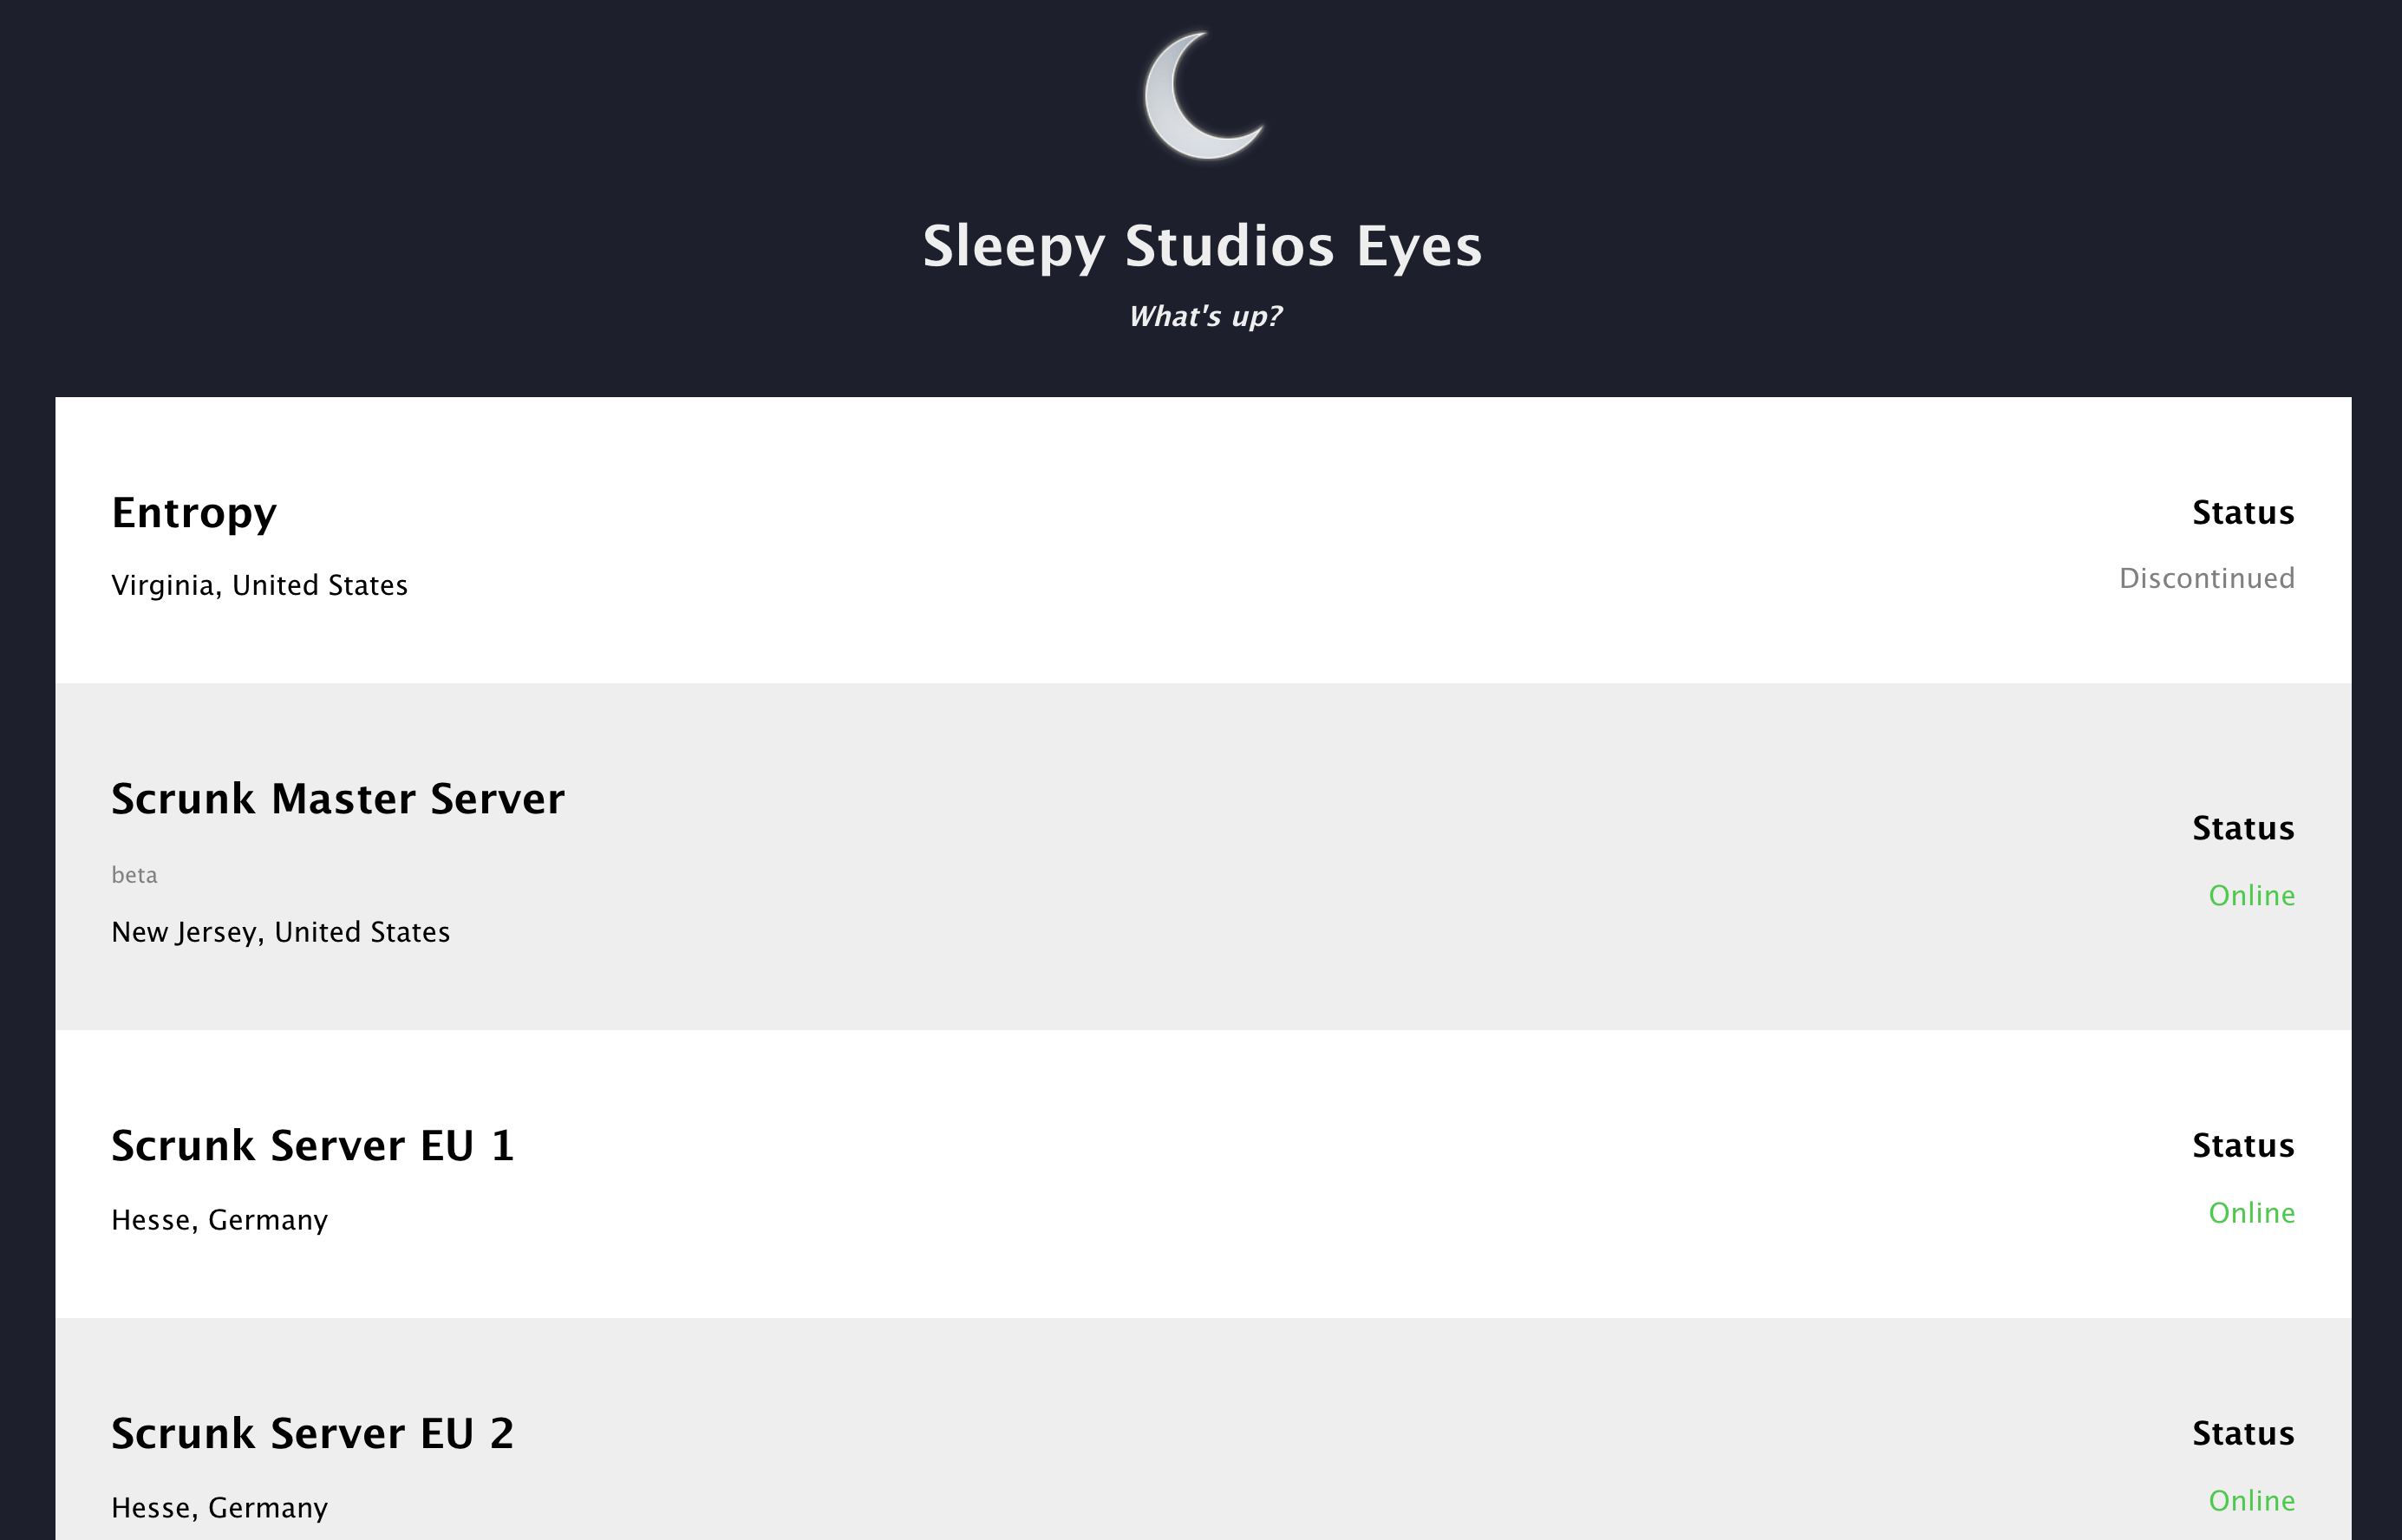 Sleepy Studios Eyes
What's up?
Entropy
Virginia, United States
Status
Discontinued
Scrunk Master Server
beta
New Jersey, United States
Status
Online
Scrunk Server EU 1
Hesse, Germany
Status
Online
Scrunk Server EU 2
Hesse, Germany
Status
Online